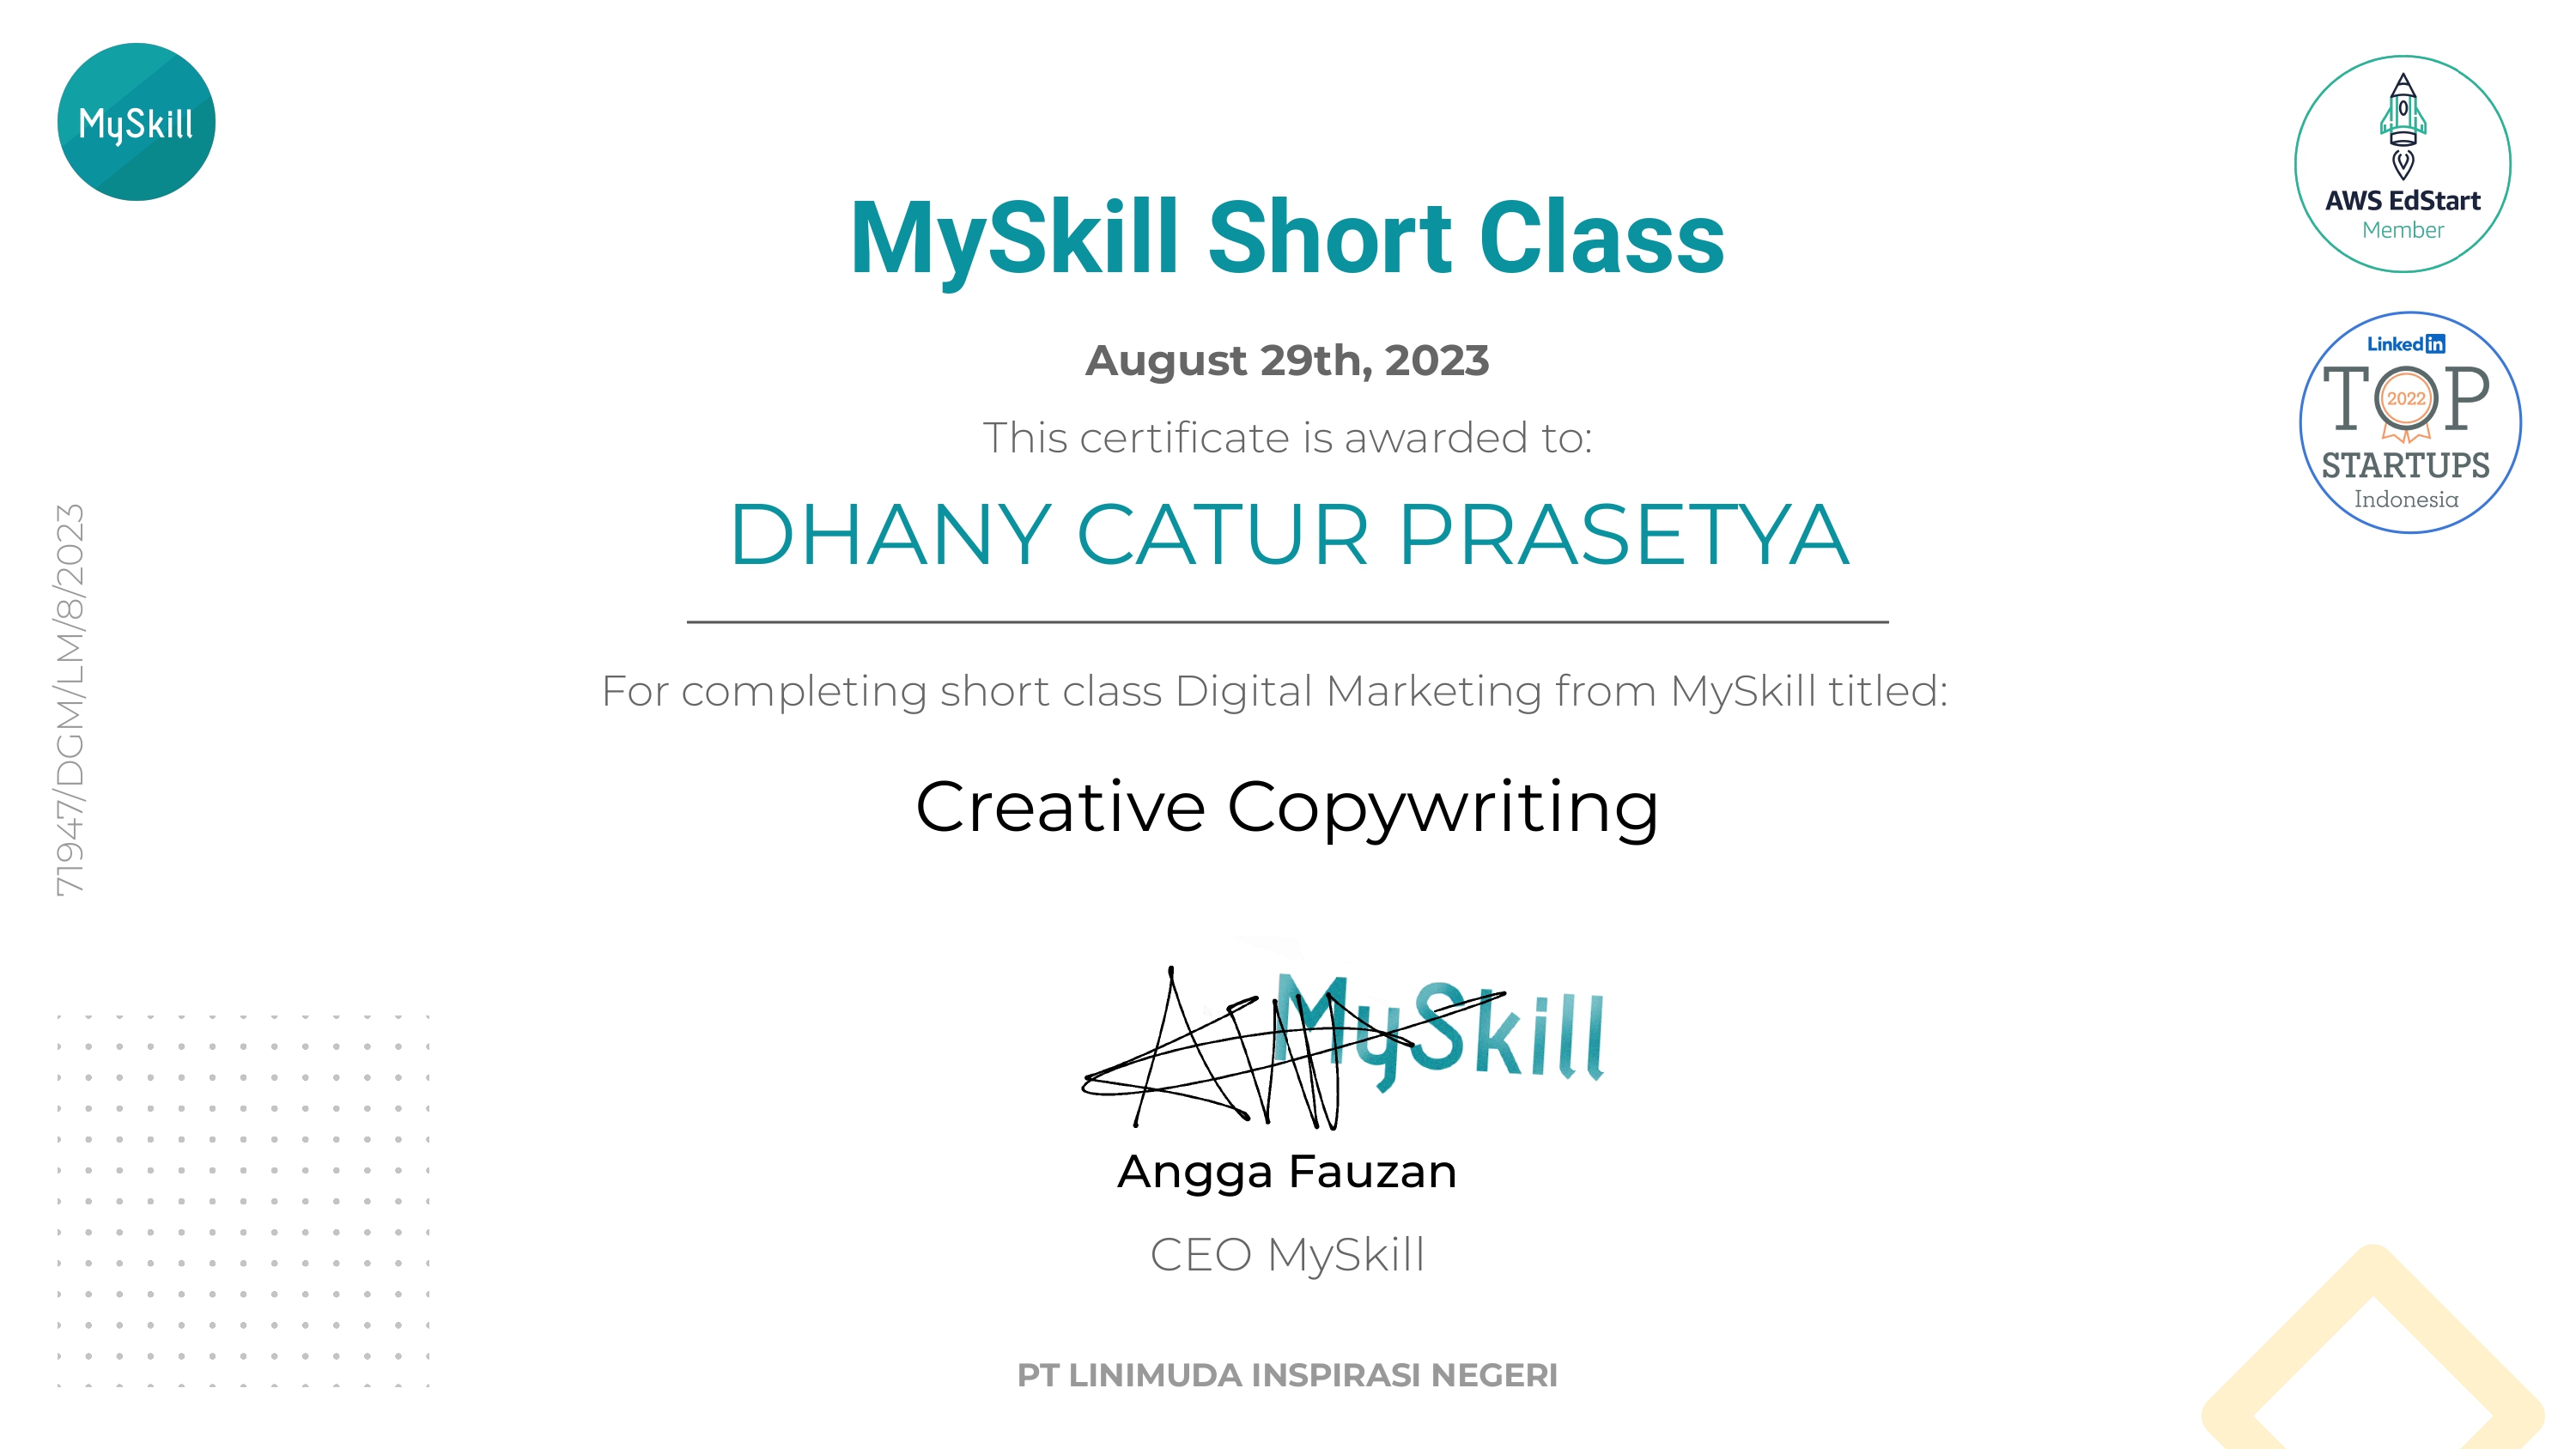 MySkill
AWS EdStart
Member
MySkill Short Class
LinkedIn
TOP
2022
STARTUPS
Indonesia
August 29th, 2023
This certificate is awarded to:
DHANY CATUR PRASETYA
71947/DGM/LM/8/2023
For completing short class Digital Marketing from MySkill titled:
Creative Copywriting
MySkill
Angga Fauzan
CEO MySkill
PT LINIMUDA INSPIRASI NEGERI